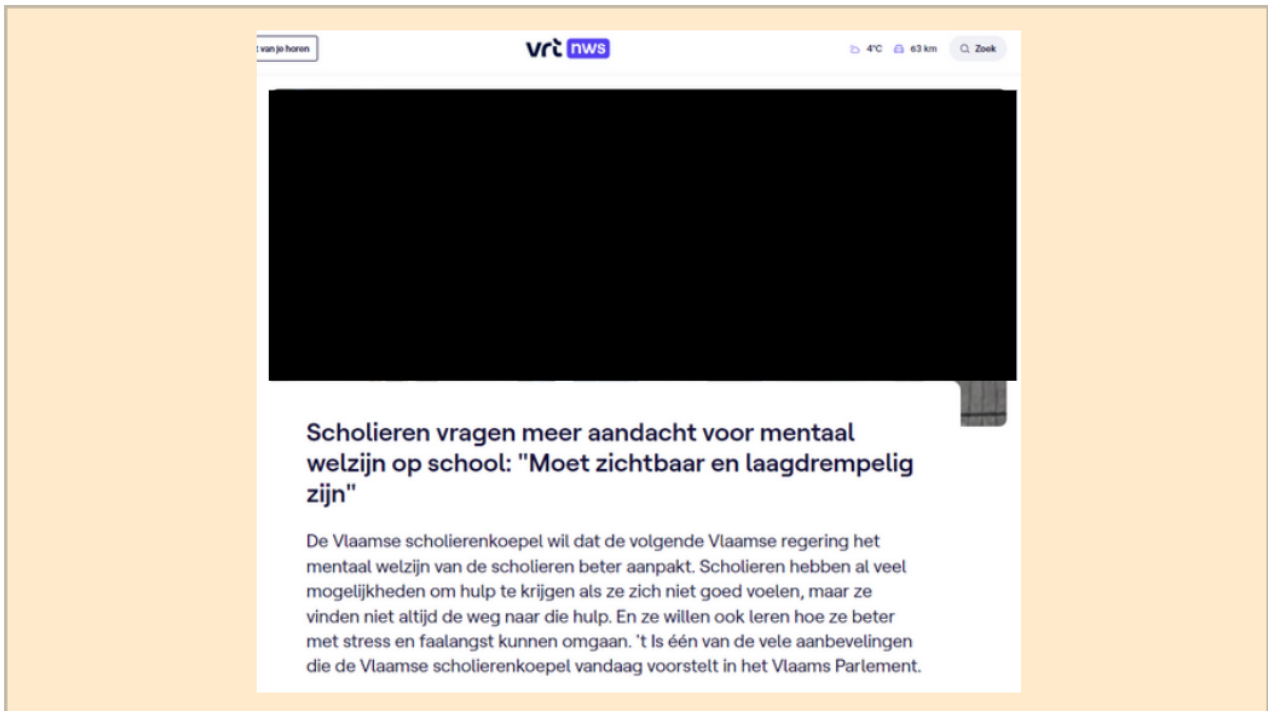 t van je horen
vrt nws
4°C 63 km Zoek
Scholieren vragen meer aandacht voor mentaal
welzijn op school: "Moet zichtbaar en laagdrempelig
zijn"
De Vlaamse scholierenkoepel wil dat de volgende Vlaamse regering het
mentaal welzijn van de scholieren beter aanpakt. Scholieren hebben al veel
mogelijkheden om hulp te krijgen als ze zich niet goed voelen, maar ze
vinden niet altijd de weg naar die hulp. En ze willen ook leren hoe ze beter
met stress en faalangst kunnen omgaan. 't Is één van de vele aanbevelingen
die de Vlaamse scholierenkoepel vandaag voorstelt in het Vlaams Parlement.